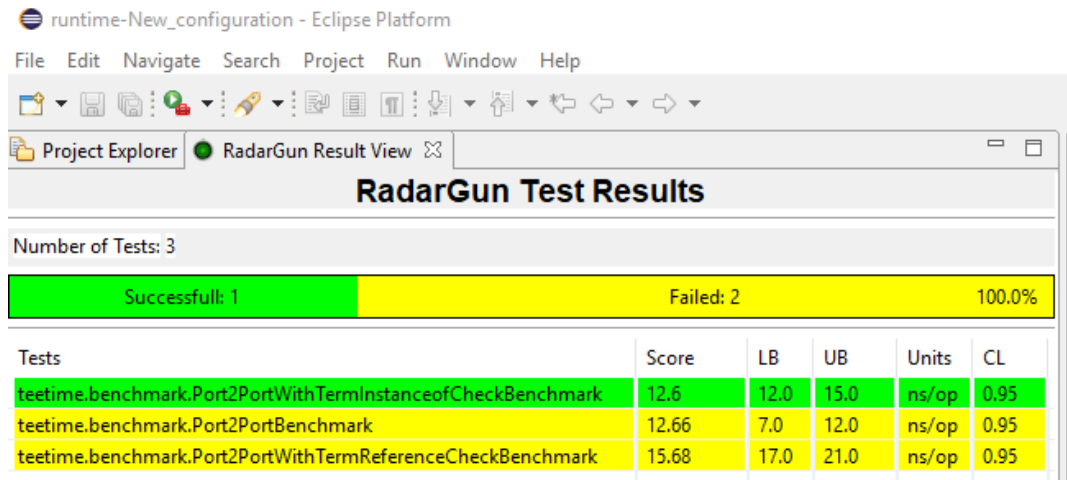 runtime-New_configuration - Eclipse Platform
File Edit Navigate Search Project Run Window Help
Project Explorer RadarGun Result View
RadarGun Test Results
Number of Tests: 3
Successfull: 1 Failed: 2 100.0%
Tests Score LB UB Units CL
teetime.benchmark.Port2PortWithTermInstanceofCheckBenchmark 12.6 12.0 15.0 ns/op 0.95
teetime.benchmark.Port2PortBenchmark 12.66 7.0 12.0 ns/op 0.95
teetime.benchmark.Port2PortWithTermReferenceCheckBenchmark 15.68 17.0 21.0 ns/op 0.95